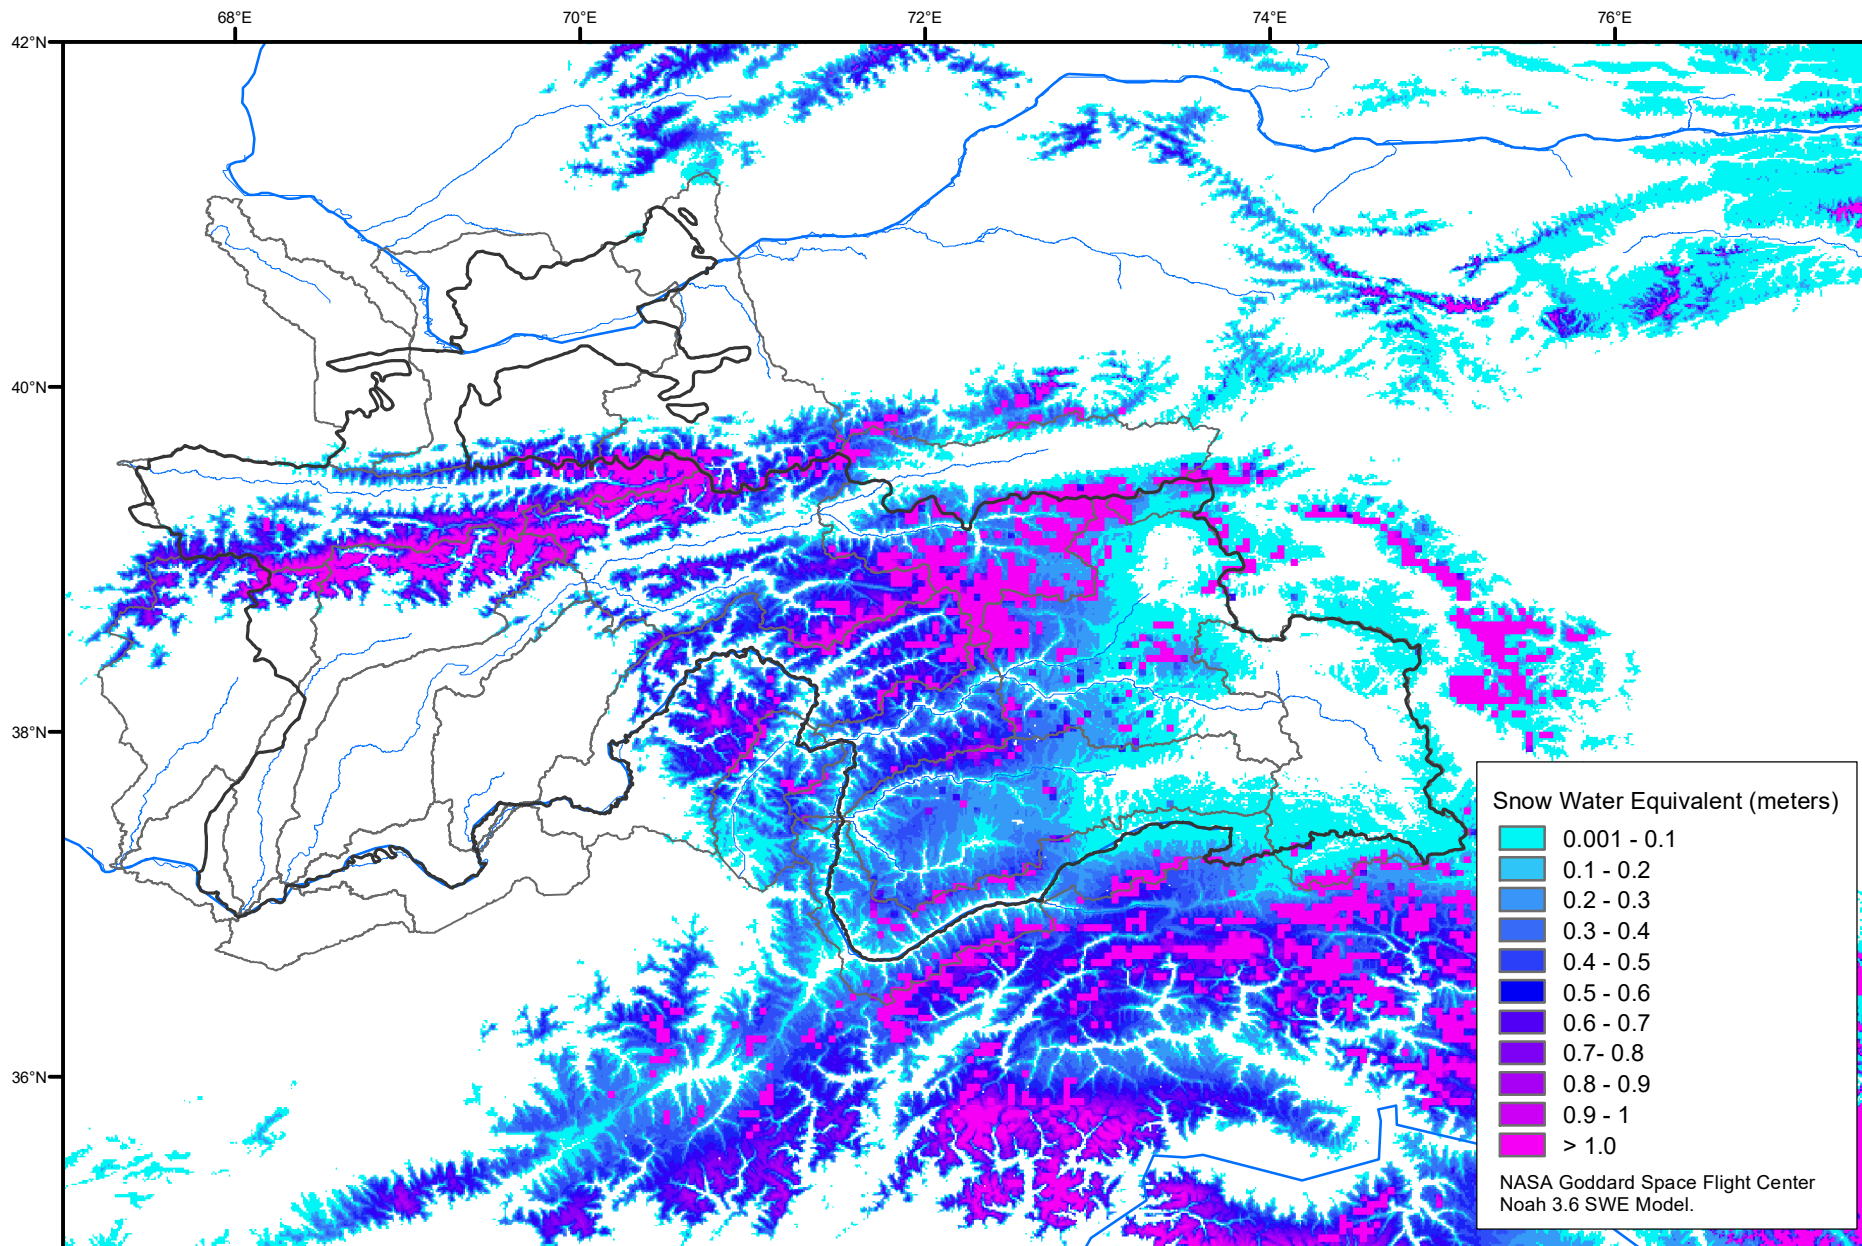 68°E
70°E
72°E
74°E
76°E
42°N
40°N
38°N
36°N
Snow Water Equivalent (meters)
0.001 - 0.1
0.1 - 0.2
0.2 - 0.3
0.3 - 0.4
0.4 - 0.5
0.5 - 0.6
0.6 - 0.7
0.7- 0.8
0.8 - 0.9
0.9 - 1
> 1.0
NASA Goddard Space Flight Center
Noah 3.6 SWE Model.